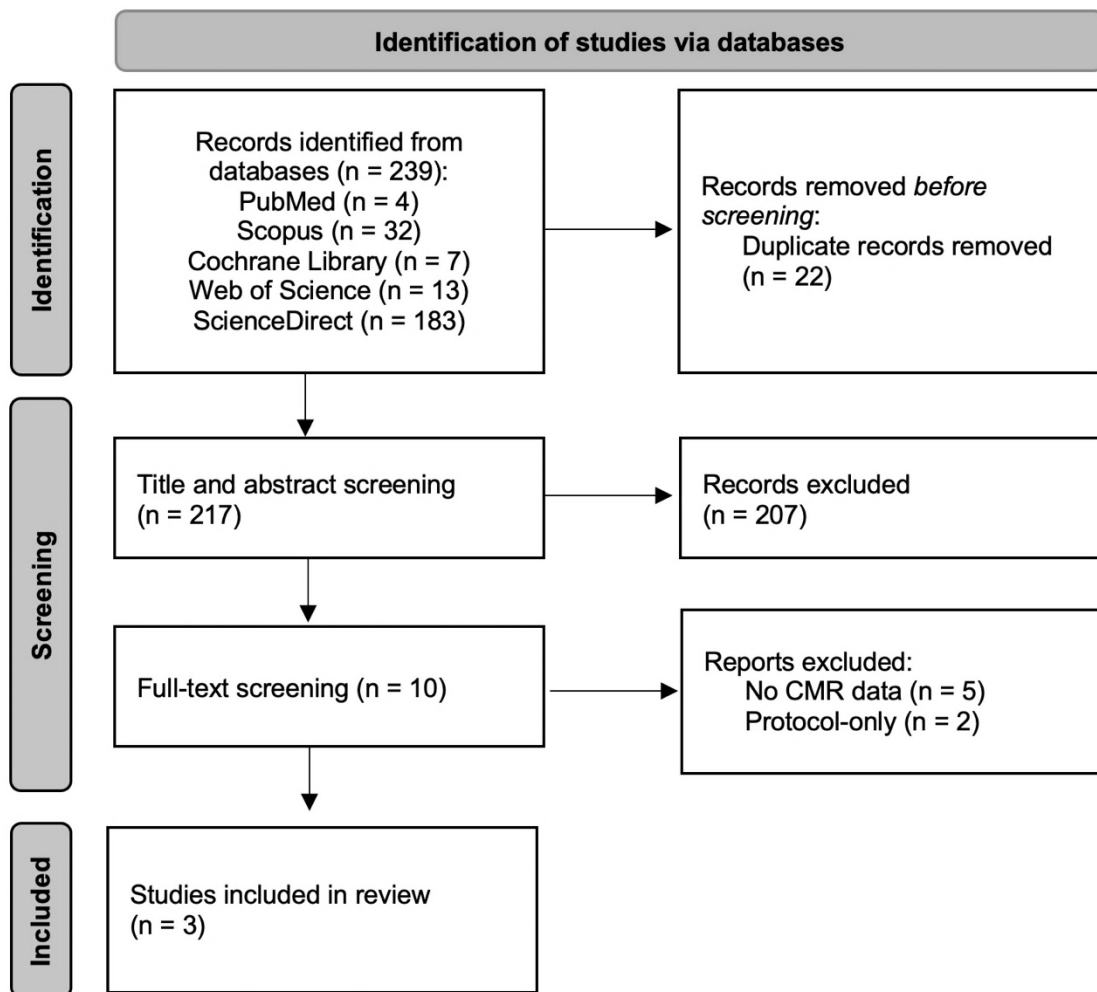 Identification of studies via databases
Identification
Records identified from
databases (n = 239):
PubMed (n = 4)
Scopus (n = 32)
Cochrane Library (n = 7)
Web of Science (n = 13)
ScienceDirect (n = 183)
Records removed before
screening:
Duplicate records removed
(n = 22)
Screening
Title and abstract screening
(n = 217)
Records excluded
(n = 207)
Full-text screening (n = 10)
Reports excluded:
No CMR data (n = 5)
Protocol-only (n = 2)
Included
Studies included in review
(n = 3)